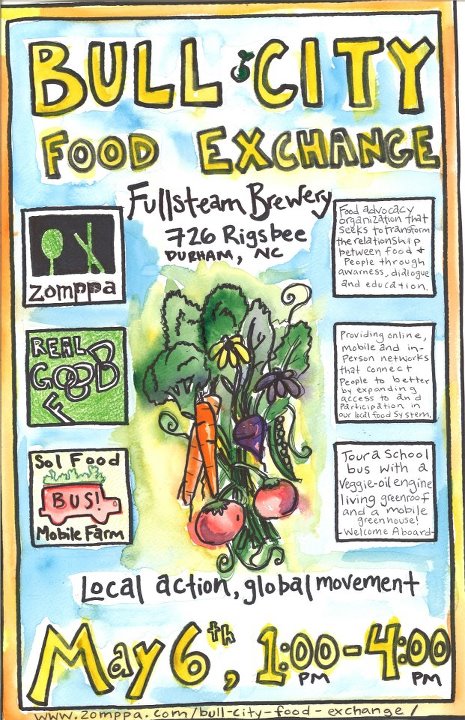 BULL CITY
FOOD EXCHANGE
Fullsteam Brewery
726 Rigsbee
DURHAM, NC
zomppa
Food advocacy
organization that
seeks to transform
the relationship
between food +
People through
awarness, dialogue
and education.
REAL
GOOD
F
Providing online,
mobile and in-
Person networks
that connect
People to better
by expanding
access to and
Participation in
our local food system.
Sol Food
BUS!
Mobile Farm
Tour a School
bus with a
Veggie-oil engine
living greenroof
and a mobile
greenhouse!
-Welcome Aboard-
Local action, global movement
May 6th, 1:00 PM - 4:00 PM
www.zomppa.com/bull-city-food-exchange/